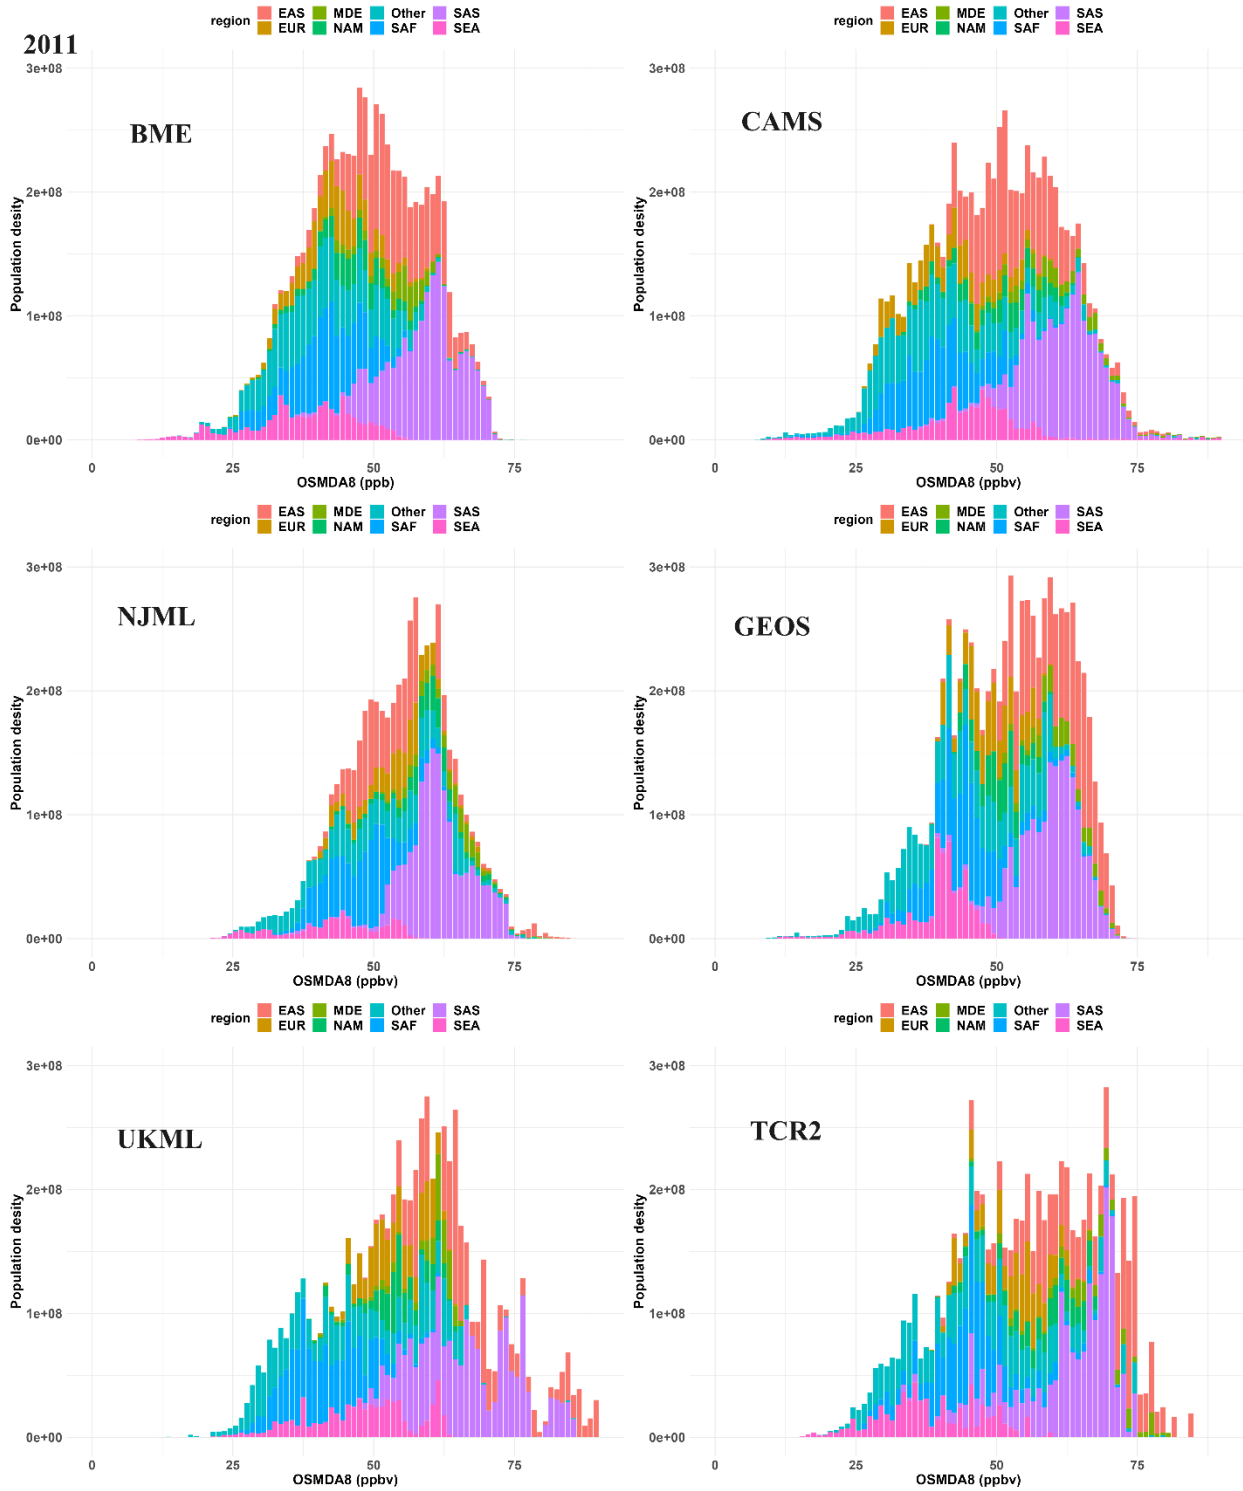 region EAS MDE Other SAS
EUR NAM SAF SEA
region EAS MDE Other SAS
EUR NAM SAF SEA
2011
3e+08
2e+08
1e+08
0e+00
Population desity
BME
0 25 50 75
OSMDA8 (ppb)
3e+08
2e+08
1e+08
0e+00
Population desity
CAMS
0 25 50 75
OSMDA8 (ppbv)
region EAS MDE Other SAS
EUR NAM SAF SEA
region EAS MDE Other SAS
EUR NAM SAF SEA
3e+08
2e+08
1e+08
0e+00
Population desity
NJML
0 25 50 75
OSMDA8 (ppbv)
3e+08
2e+08
1e+08
0e+00
Population desity
GEOS
0 25 50 75
OSMDA8 (ppbv)
region EAS MDE Other SAS
EUR NAM SAF SEA
region EAS MDE Other SAS
EUR NAM SAF SEA
3e+08
2e+08
1e+08
0e+00
Population desity
UKML
0 25 50 75
OSMDA8 (ppbv)
3e+08
2e+08
1e+08
0e+00
Population desity
TCR2
0 25 50 75
OSMDA8 (ppbv)